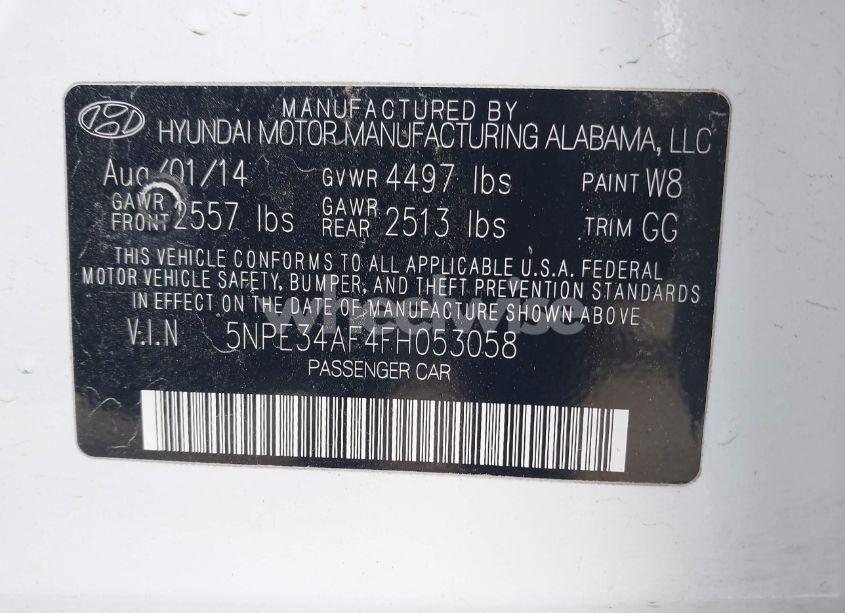 MANUFACTURED BY
HYUNDAI MOTOR MANUFACTURING ALABAMA, LLC
Aug/01/14 GVWR 4497 lbs PAINT W8
GAWR FRONT 2557 lbs GAWR REAR 2513 lbs TRIM GG
THIS VEHICLE CONFORMS TO ALL APPLICABLE U.S.A. FEDERAL
MOTOR VEHICLE SAFETY, BUMPER, AND THEFT PREVENTION STANDARDS
IN EFFECT ON THE DATE OF MANUFACTURE SHOWN ABOVE
wheelwise
V.I.N 5NPE34AF4FH053058
PASSENGER CAR